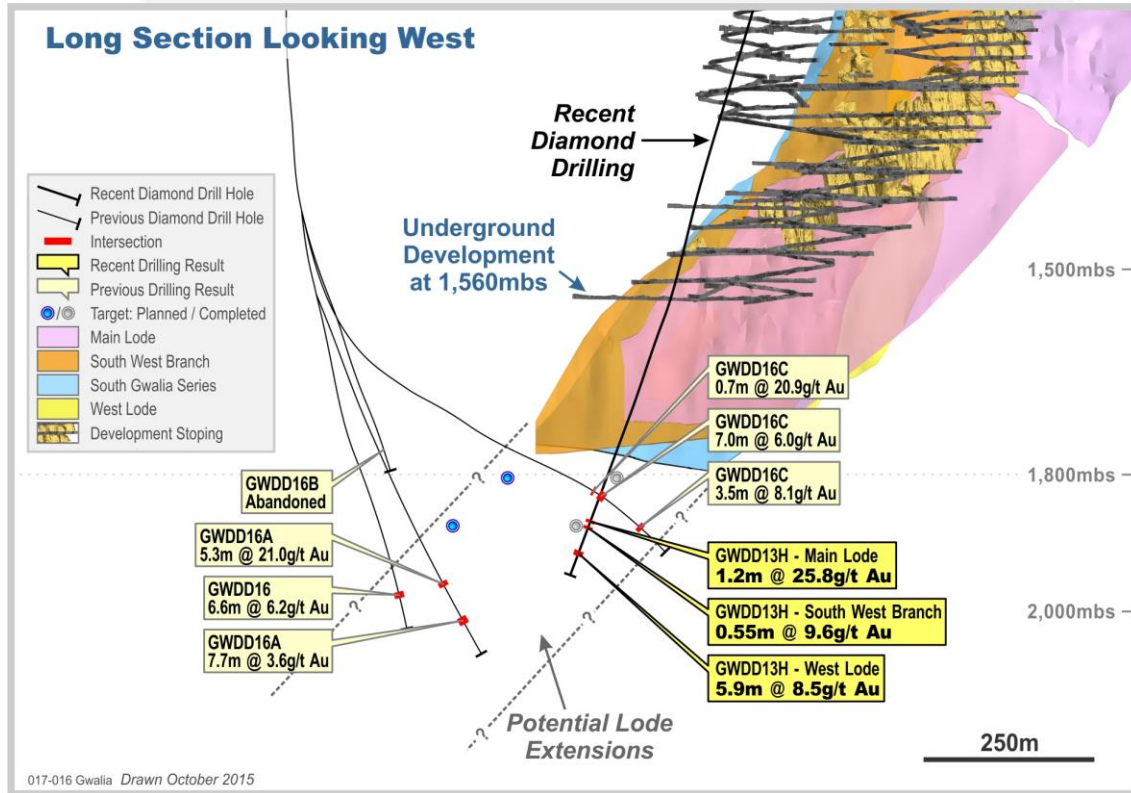 Long Section Looking West
Recent
Diamond
Drilling
Recent Diamond Drill Hole
Previous Diamond Drill Hole
Intersection
Recent Drilling Result
Previous Drilling Result
Target: Planned / Completed
Main Lode
South West Branch
South Gwalia Series
West Lode
Development Stoping
Underground
Development
at 1,560mbs
1,500mbs
GWDD16C
0.7m @ 20.9g/t Au
GWDD16C
7.0m @ 6.0g/t Au
GWDD16C
3.5m @ 8.1g/t Au
1,800mbs
?
?
?
GWDD16B
Abandoned
GWDD16A
5.3m @ 21.0g/t Au
GWDD16
6.6m @ 6.2g/t Au
GWDD16A
7.7m @ 3.6g/t Au
GWDD13H - Main Lode
1.2m @ 25.8g/t Au
GWDD13H - South West Branch
0.55m @ 9.6g/t Au
GWDD13H - West Lode
5.9m @ 8.5g/t Au
2,000mbs
?
?
?
Potential Lode
Extensions
250m
017-016 Gwalia Drawn October 2015